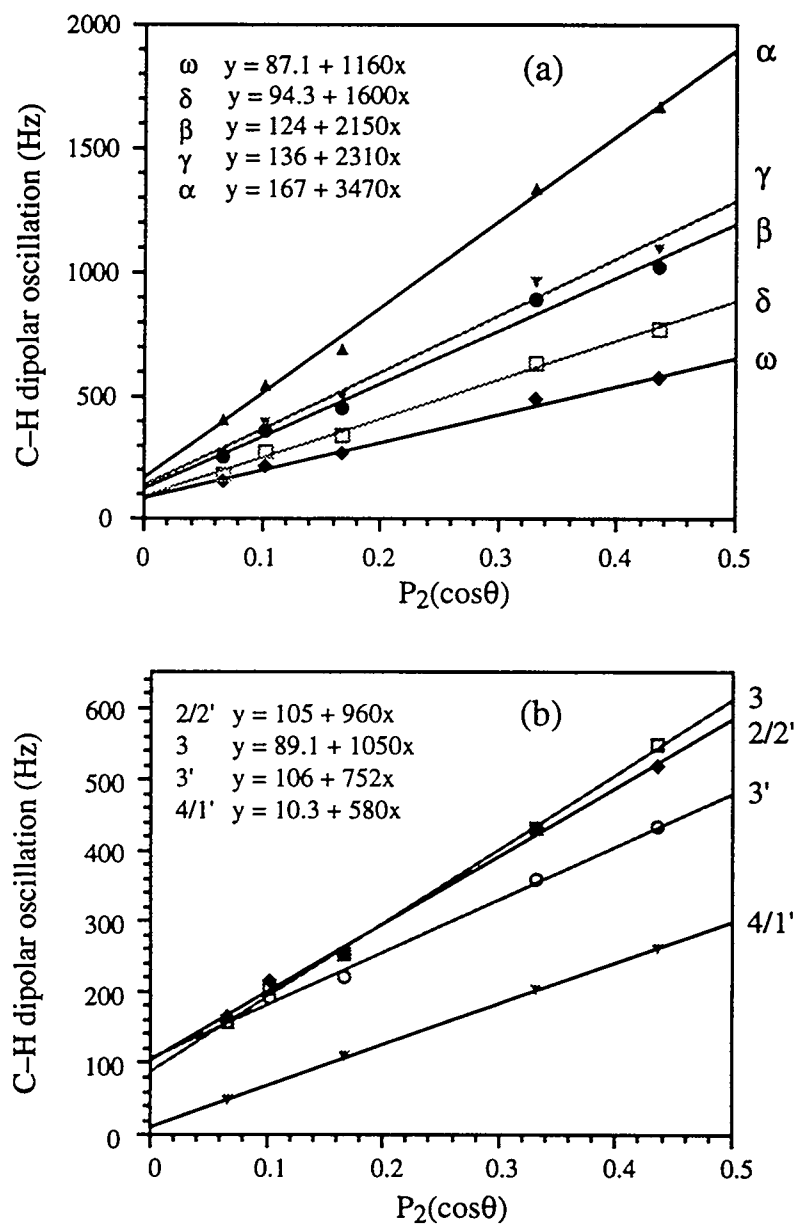 2000
1500
1000
500
0
C–H dipolar oscillation (Hz)
(a)
ω y = 87.1 + 1160x
δ y = 94.3 + 1600x
β y = 124 + 2150x
γ y = 136 + 2310x
α y = 167 + 3470x
α
γ
β
δ
ω
0 0.1 0.2 0.3 0.4 0.5
P₂(cosθ)
600
500
400
300
200
100
0
C–H dipolar oscillation (Hz)
(b)
2/2' y = 105 + 960x
3 y = 89.1 + 1050x
3' y = 106 + 752x
4/1' y = 10.3 + 580x
3
2/2'
3'
4/1'
0 0.1 0.2 0.3 0.4 0.5
P₂(cosθ)